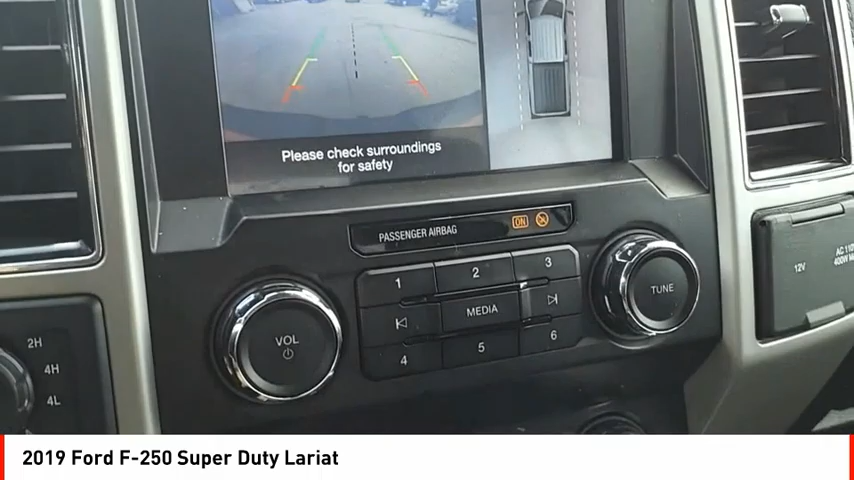 Please check surroundings
for safety
PASSENGER AIRBAG ON
1 2 3
VOL
MEDIA
TUNE
4 5 6
2H
4H
4L
12V
AC 110
400W
2019 Ford F-250 Super Duty Lariat